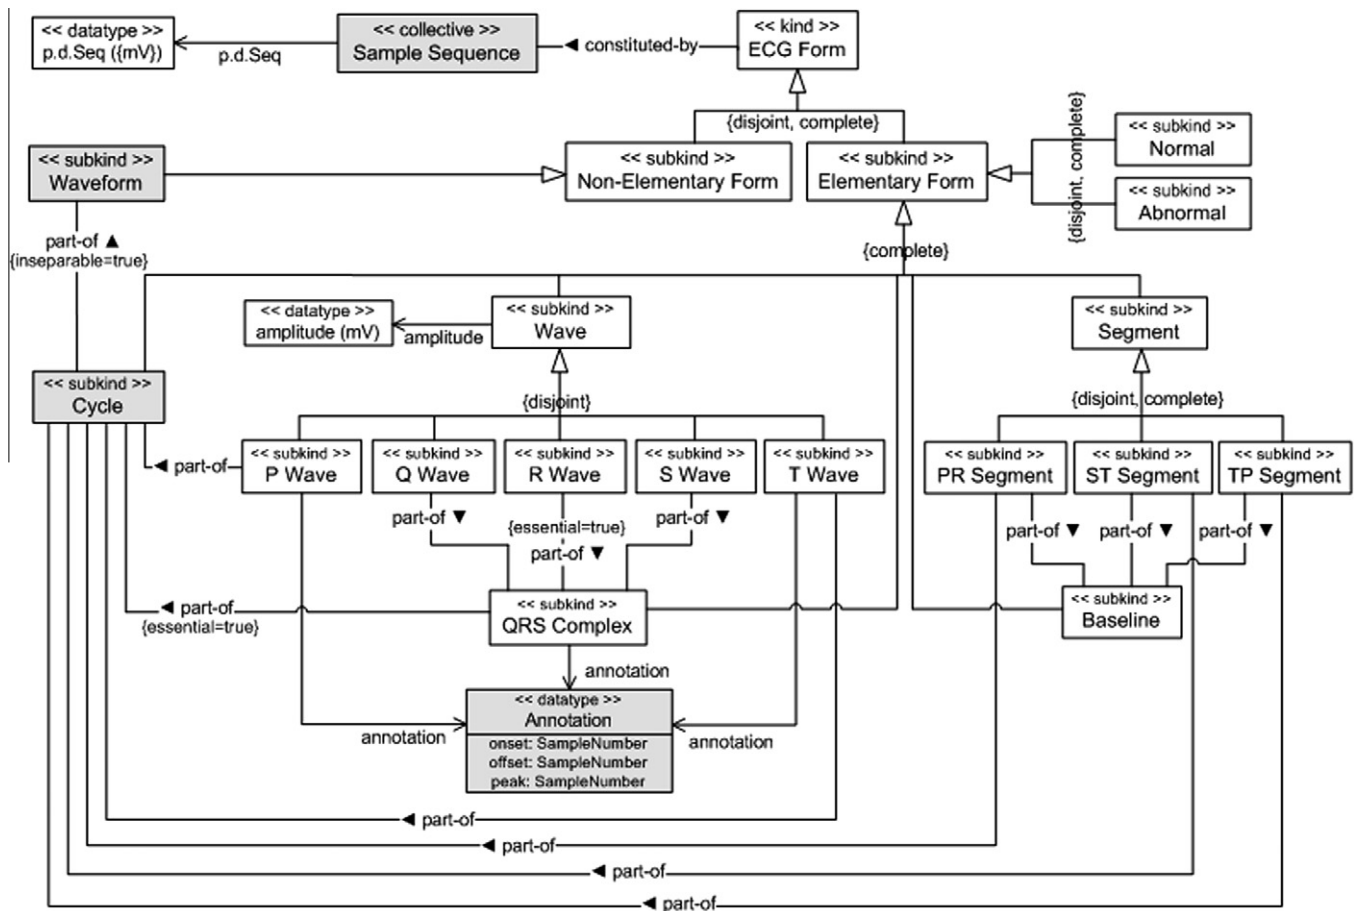 << datatype >>
p.d.Seq ({mV})
p.d.Seq
<< collective >>
Sample Sequence
◄ constituted-by
<< kind >>
ECG Form
{disjoint, complete}
<< subkind >>
Waveform
<< subkind >>
Non-Elementary Form
<< subkind >>
Elementary Form
{disjoint, complete}
<< subkind >>
Normal
<< subkind >>
Abnormal
part-of ▲
{inseparable=true}
{complete}
<< datatype >>
amplitude (mV)
amplitude
<< subkind >>
Wave
<< subkind >>
Segment
<< subkind >>
Cycle
{disjoint}
{disjoint, complete}
◄ part-of
<< subkind >>
P Wave
<< subkind >>
Q Wave
<< subkind >>
R Wave
<< subkind >>
S Wave
<< subkind >>
T Wave
<< subkind >>
PR Segment
<< subkind >>
ST Segment
<< subkind >>
TP Segment
part-of ▼
{essential=true}
part-of ▼
part-of ▼
part-of ▼
part-of ▼
part-of ▼
◄ part-of
{essential=true}
<< subkind >>
QRS Complex
<< subkind >>
Baseline
annotation
<< datatype >>
Annotation
onset: SampleNumber
offset: SampleNumber
peak: SampleNumber
annotation
annotation
◄ part-of
◄ part-of
◄ part-of
◄ part-of